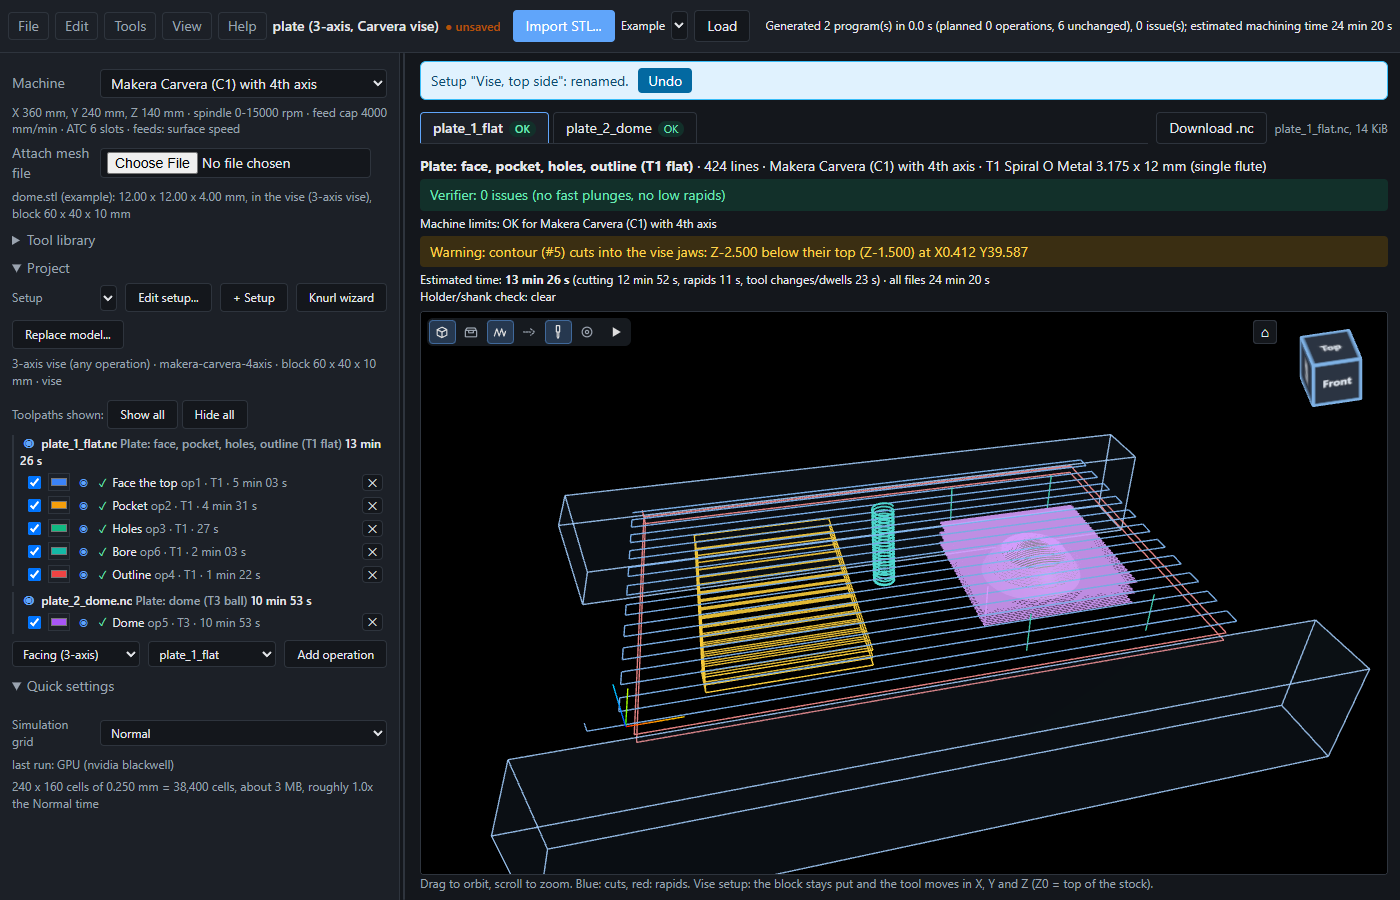 File Edit Tools View Help plate (3-axis, Carvera vise) • unsaved Import STL... Example Load Generated 2 program(s) in 0.0 s (planned 0 operations, 6 unchanged), 0 issue(s); estimated machining time 24 min 20 s
Machine Makera Carvera (C1) with 4th axis
X 360 mm, Y 240 mm, Z 140 mm · spindle 0-15000 rpm · feed cap 4000
mm/min · ATC 6 slots · feeds: surface speed
Attach mesh
file
Choose File No file chosen
dome.stl (example): 12.00 x 12.00 x 4.00 mm, in the vise (3-axis vise),
block 60 x 40 x 10 mm
Tool library
Project
Setup Edit setup... + Setup Knurl wizard
Replace model...
3-axis vise (any operation) · makera-carvera-4axis · block 60 x 40 x 10
mm · vise
Toolpaths shown: Show all Hide all
plate_1_flat.nc Plate: face, pocket, holes, outline (T1 flat) 13 min
26 s
✓ Face the top op1 · T1 · 5 min 03 s
✓ Pocket op2 · T1 · 4 min 31 s
✓ Holes op3 · T1 · 27 s
✓ Bore op6 · T1 · 2 min 03 s
✓ Outline op4 · T1 · 1 min 22 s
plate_2_dome.nc Plate: dome (T3 ball) 10 min 53 s
✓ Dome op5 · T3 · 10 min 53 s
Facing (3-axis) plate_1_flat Add operation
Quick settings
Simulation
grid
Normal
last run: GPU (nvidia blackwell)
240 x 160 cells of 0.250 mm = 38,400 cells, about 3 MB, roughly 1.0x
the Normal time
Setup "Vise, top side": renamed. Undo
plate_1_flat OK plate_2_dome OK Download .nc plate_1_flat.nc, 14 KiB
Plate: face, pocket, holes, outline (T1 flat) · 424 lines · Makera Carvera (C1) with 4th axis · T1 Spiral O Metal 3.175 x 12 mm (single flute)
Verifier: 0 issues (no fast plunges, no low rapids)
Machine limits: OK for Makera Carvera (C1) with 4th axis
Warning: contour (#5) cuts into the vise jaws: Z-2.500 below their top (Z-1.500) at X0.412 Y39.587
Estimated time: 13 min 26 s (cutting 12 min 52 s, rapids 11 s, tool changes/dwells 23 s) · all files 24 min 20 s
Holder/shank check: clear
Top
Front
Drag to orbit, scroll to zoom. Blue: cuts, red: rapids. Vise setup: the block stays put and the tool moves in X, Y and Z (Z0 = top of the stock).